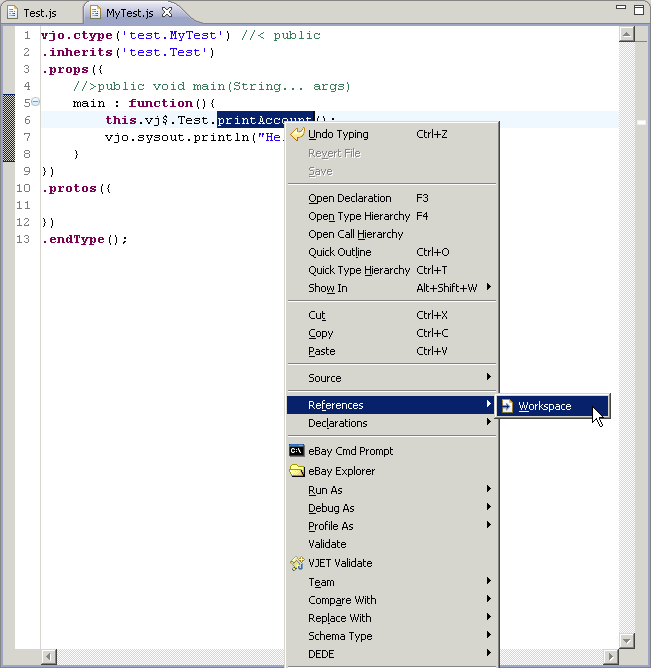 Test.js MyTest.js
1 vjo.ctype('test.MyTest') //< public
2 .inherits('test.Test')
3 .props({
4 //>public void main(String... args)
5 main : function(){
6 this.vj$.Test.printAccount();
7 vjo.sysout.println("He
8 }
9 })
10 .protos({
11
12 })
13 .endType();
Undo Typing Ctrl+Z
Revert File
Save
Open Declaration F3
Open Type Hierarchy F4
Open Call Hierarchy
Quick Outline Ctrl+O
Quick Type Hierarchy Ctrl+T
Show In Alt+Shift+W
Cut Ctrl+X
Copy Ctrl+C
Paste Ctrl+V
Source
References
Workspace
Declarations
C:\ eBay Cmd Prompt
eBay Explorer
Run As
Debug As
Profile As
Validate
VJET Validate
Team
Compare With
Replace With
Schema Type
DEDE